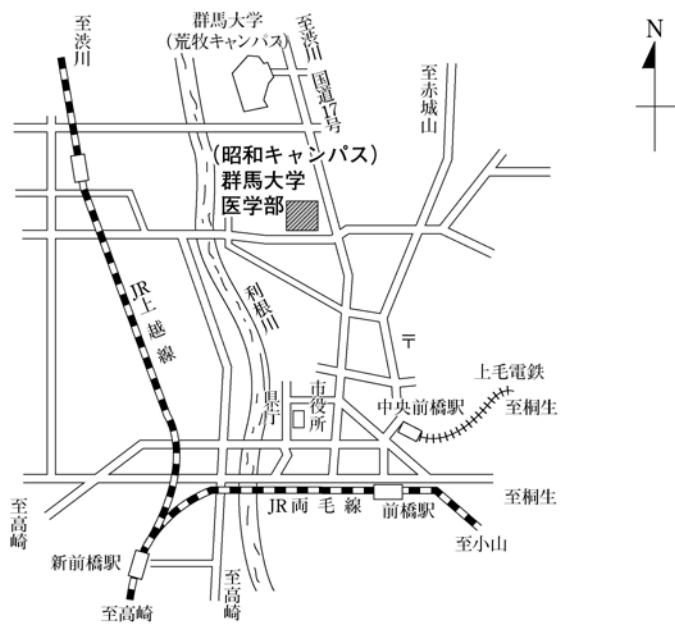 群馬大学
(荒牧キャンパス)
至渋川
至渋川
国道17号
至赤城山
N
(昭和キャンパス)
群馬大学
医学部
JR上越線
利根川
〒
上毛電鉄
至桐生
中央前橋駅
県庁
市役所
至高崎
JR両毛線
前橋駅
至桐生
至小山
新前橋駅
至高崎
至高崎